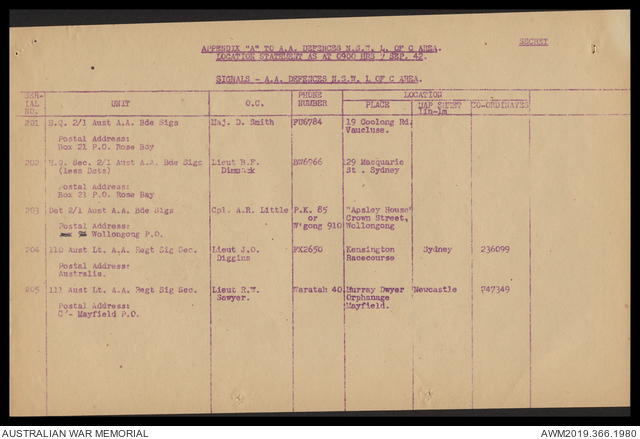 APPENDIX "A" TO A.A. DEFENCES N.S.W. L. OF C AREA.
LOCATION STATEMENT AS AT 0900 HRS 7 SEP. 42.
SECRET
SIGNALS - A.A. DEFENCES N.S.W. L OF C AREA.
SER-IAL NO. UNIT O.C. PHONE NUMBER LOCATION PLACE MAP SHEET 1in-1m CO-ORDINATES
201 H.Q. 2/1 Aust A.A. Bde Sigs Maj. D. Smith FU6784 19 Coolong Rd.
Vaucluse.
Postal Address:
Box 21 P.O. Rose Bay
202 H.Q. Sec. 2/1 Aust A.A. Bde Sigs Lieut B.F. BW6966 129 Macquarie
(less Dets) St. Sydney
Postal Address:
Box 21 P.O. Rose Bay
203 Det 2/1 Aust A.A. Bde Sigs Cpl. A.R. Little P.K. 85 "Apsley House"
or Crown Street,
Postal Address: W'gong 910 Wollongong
Wollongong P.O.
204 110 Aust Lt. A.A. Regt Sig Sec. Lieut J.O. FX2650 Kensington Sydney 236099
Diggins Racecourse
Postal Address:
Australia.
205 111 Aust Lt. A.A. Regt Sig Sec. Lieut R.W. Waratah 40 Murray Dwyer Newcastle 747349
Sawyer. Orphanage
Postal Address: Mayfield.
C/- Mayfield P.O.
AUSTRALIAN WAR MEMORIAL
AWM2019.366.1980